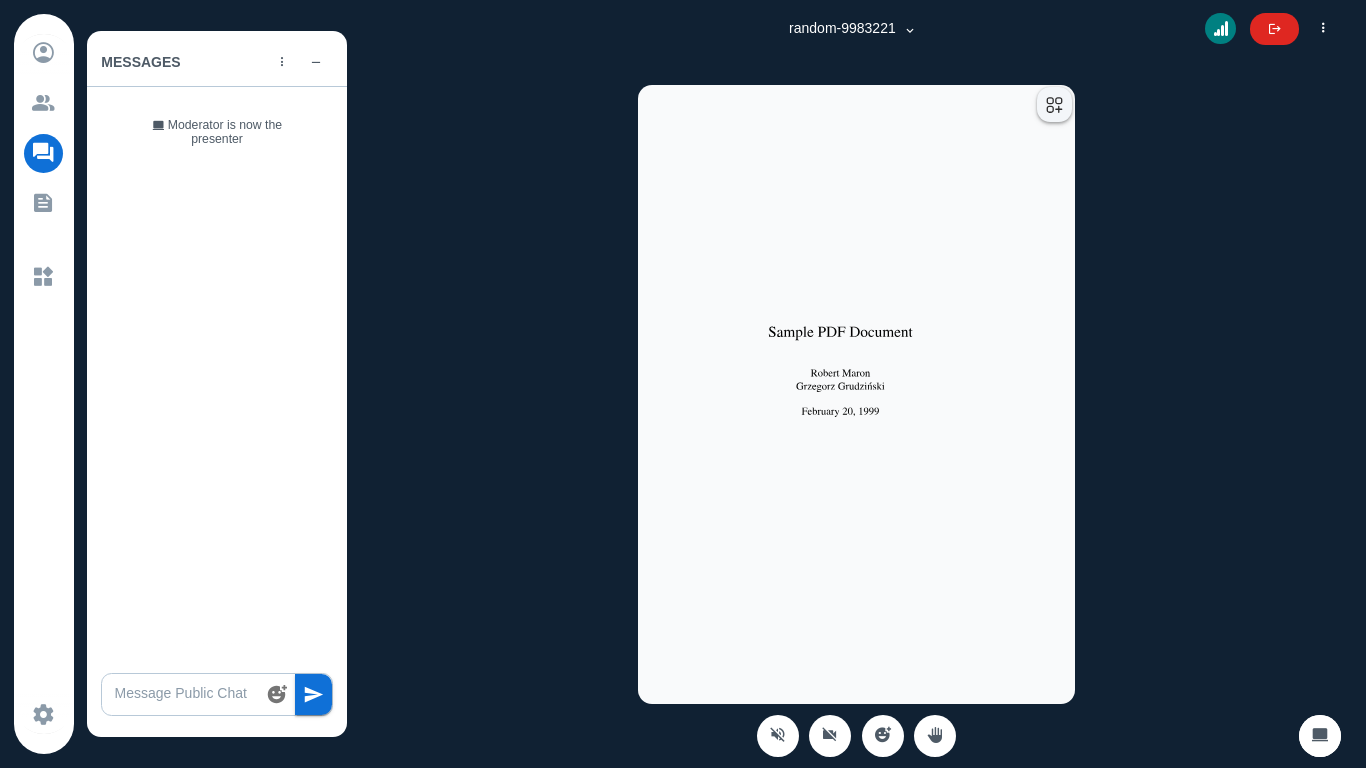 random-9983221
MESSAGES
Moderator is now the
presenter
Message Public Chat
Sample PDF Document
Robert Maron
Grzegorz Grudziński
February 20, 1999